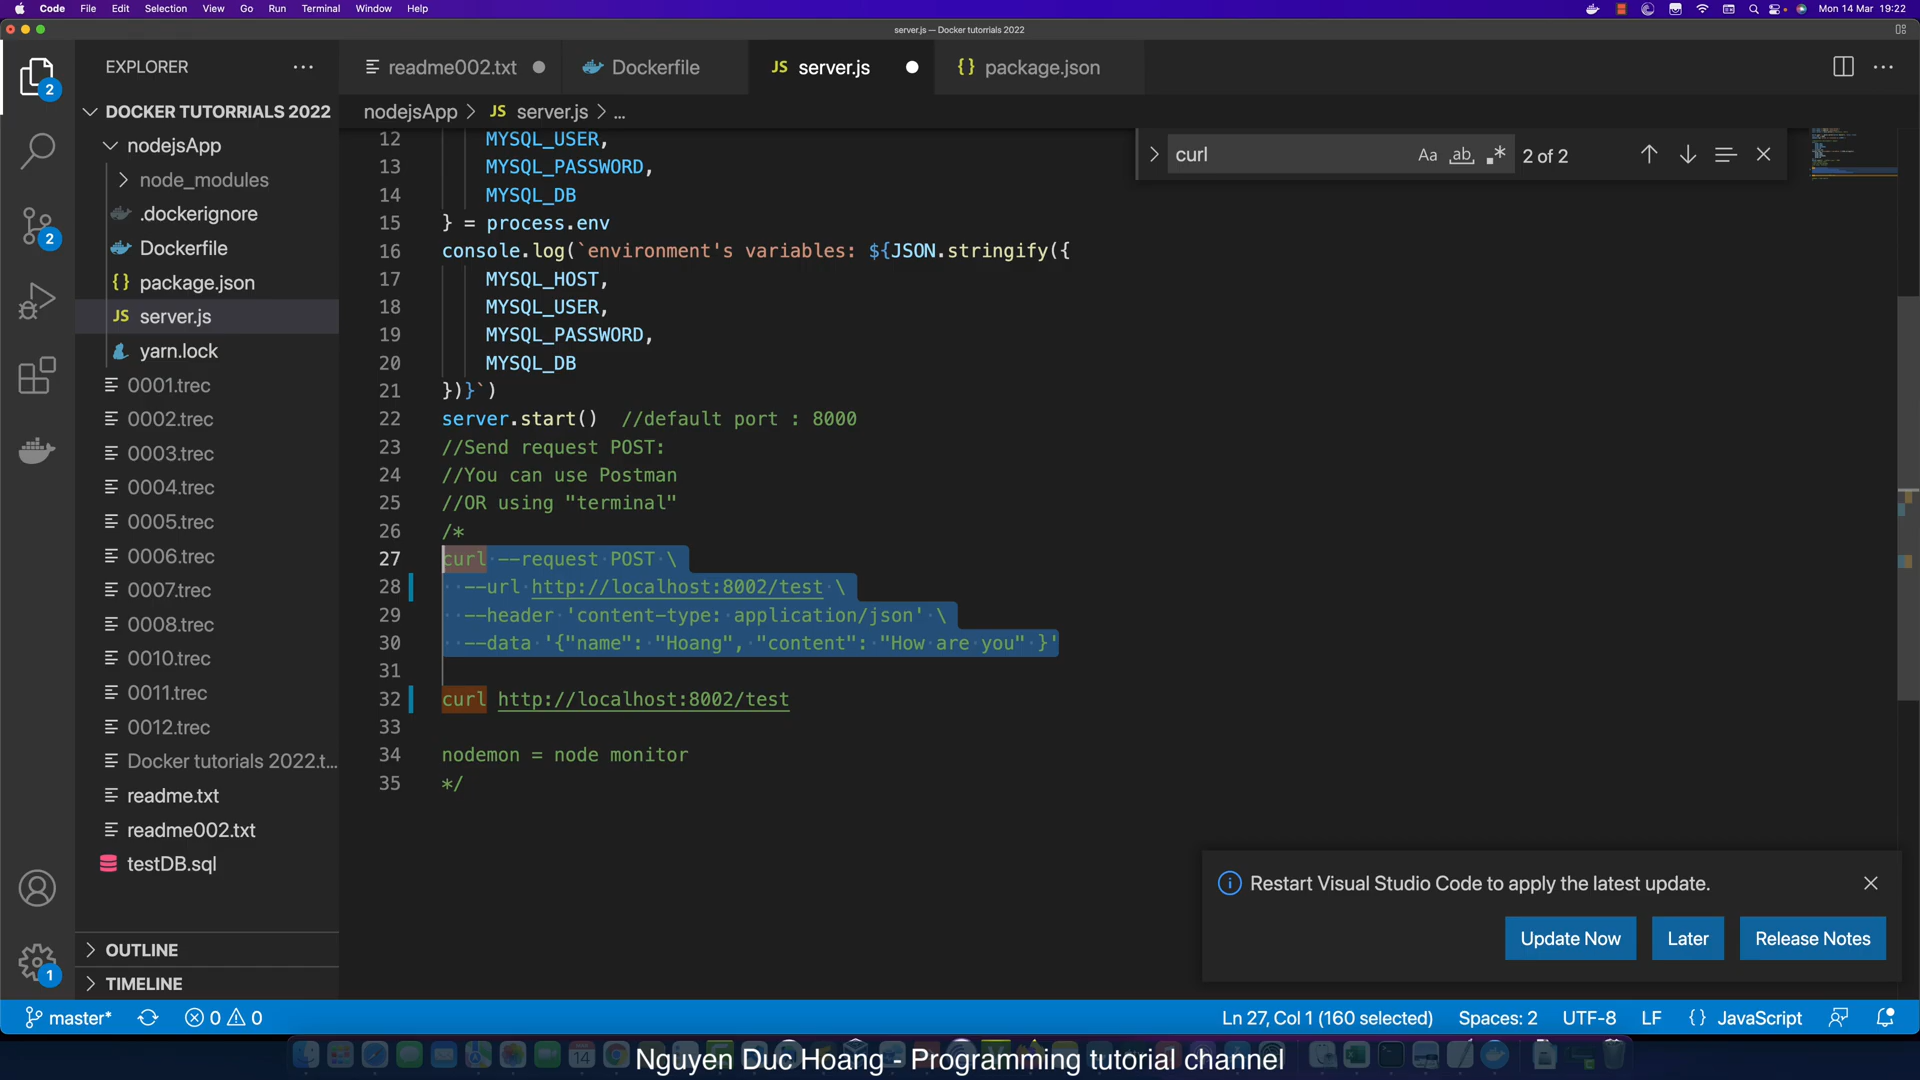 Code File Edit Selection View Go Run Terminal Window Help
Mon 14 Mar 19:22
server.js — Docker tutorrials 2022
EXPLORER
readme002.txt
Dockerfile
JS server.js
{} package.json
2
DOCKER TUTORRIALS 2022
nodejsApp > JS server.js > ...
nodejsApp
node_modules
.dockerignore
Dockerfile
{} package.json
JS server.js
yarn.lock
0001.trec
0002.trec
0003.trec
0004.trec
0005.trec
0006.trec
0007.trec
0008.trec
0010.trec
0011.trec
0012.trec
Docker tutorials 2022.t...
readme.txt
readme002.txt
testDB.sql
OUTLINE
TIMELINE
2
1
curl
Aa ab .* 2 of 2
12 MYSQL_USER,
13 MYSQL_PASSWORD,
14 MYSQL_DB
15 } = process.env
16 console.log(`environment's variables: ${JSON.stringify({
17 MYSQL_HOST,
18 MYSQL_USER,
19 MYSQL_PASSWORD,
20 MYSQL_DB
21 })}`)
22 server.start() //default port : 8000
23 //Send request POST:
24 //You can use Postman
25 //OR using "terminal"
26 /*
27 curl --request POST \
28 --url http://localhost:8002/test \
29 --header 'content-type: application/json' \
30 --data '{"name": "Hoang", "content": "How are you" }'
31
32 curl http://localhost:8002/test
33
34 nodemon = node monitor
35 */
Restart Visual Studio Code to apply the latest update.
Update Now
Later
Release Notes
master*
0 0
Ln 27, Col 1 (160 selected)
Spaces: 2
UTF-8
LF
{} JavaScript
14
Nguyen Duc Hoang - Programming tutorial channel